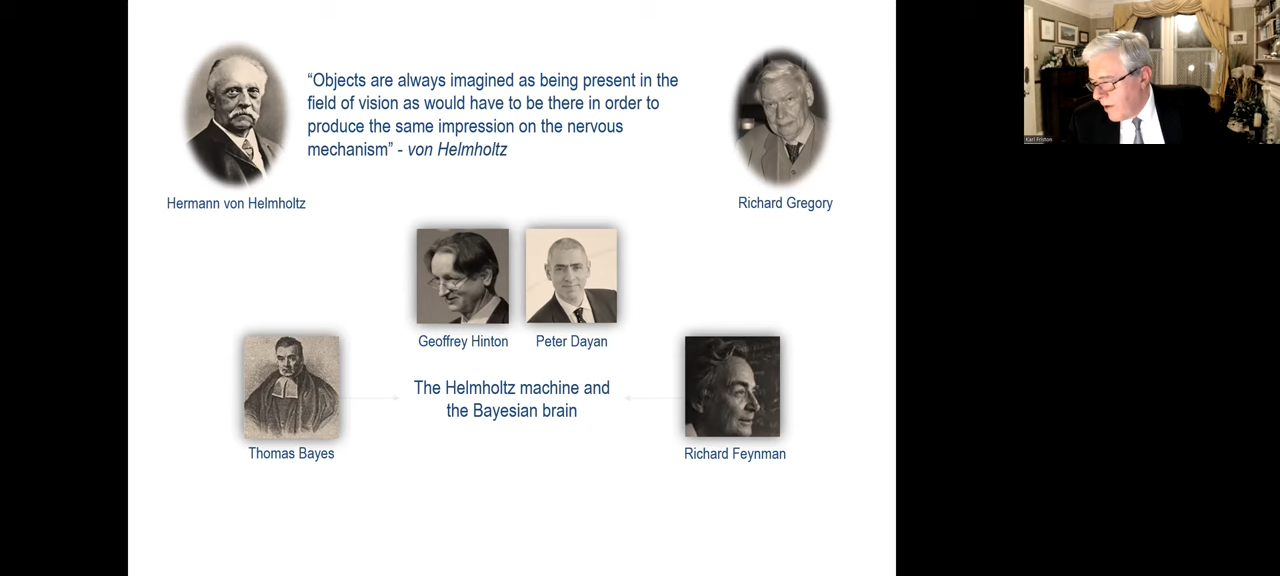 “Objects are always imagined as being present in the
field of vision as would have to be there in order to
produce the same impression on the nervous
mechanism” - von Helmholtz
Hermann von Helmholtz
Richard Gregory
Geoffrey Hinton
Peter Dayan
The Helmholtz machine and
the Bayesian brain
Thomas Bayes
Richard Feynman
Karl Friston